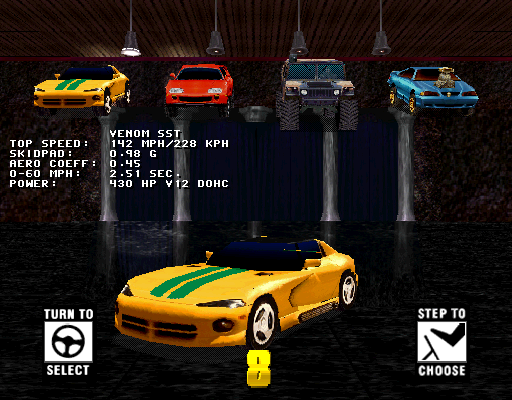 VENOM SST
TOP SPEED: 142 MPH/228 KPH
SKIDPAD: 0.98 G
AERO COEFF: 0.45
0-60 MPH: 2.51 SEC.
POWER: 430 HP V12 DOHC
TURN TO
SELECT
STEP TO
CHOOSE
8